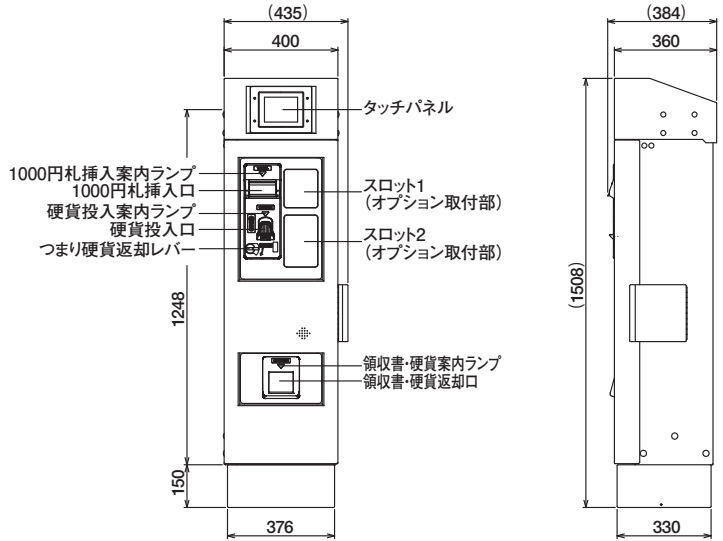 (435)
400
タッチパネル
1000円札挿入案内ランプ
1000円札挿入口
硬貨投入案内ランプ
硬貨投入口
つまり硬貨返却レバー
スロット1
(オプション取付部)
スロット2
(オプション取付部)
領収書・硬貨案内ランプ
領収書・硬貨返却口
1248
150
376
(384)
360
(1508)
330